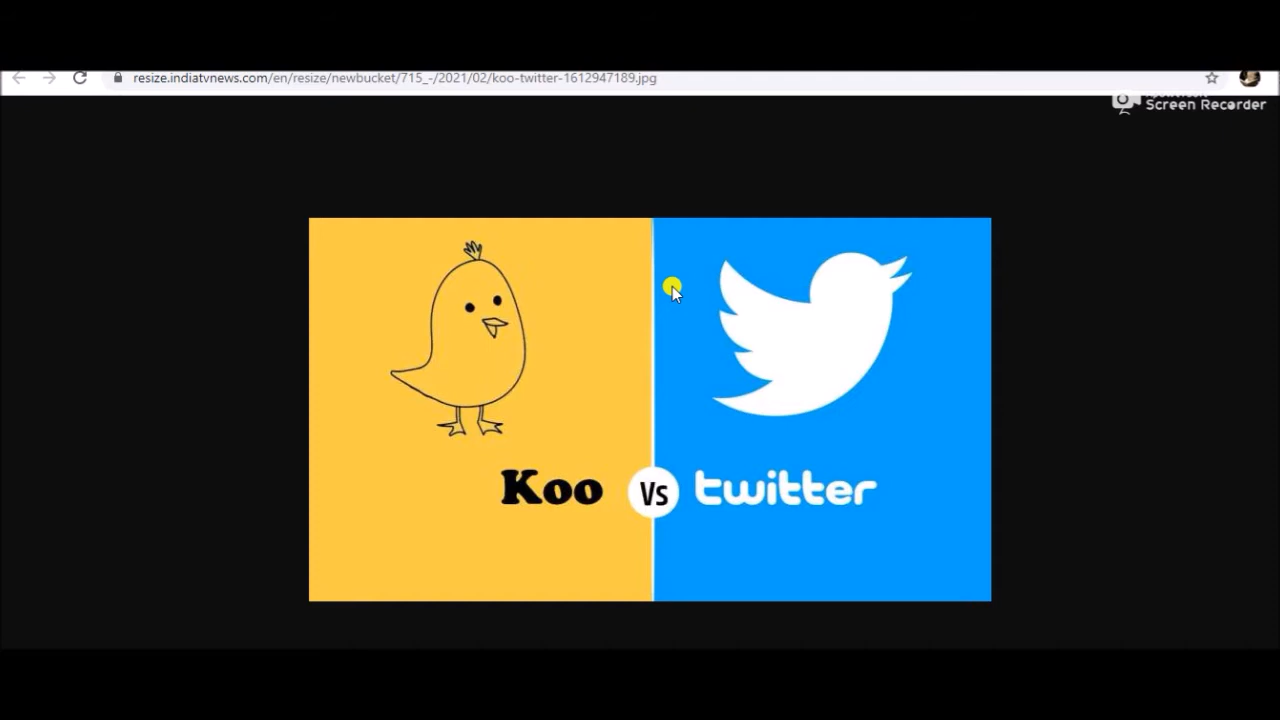 resize.indiatvnews.com/en/resize/newbucket/715_-/2021/02/koo-twitter-1612947189.jpg
Screen Recorder
Koo Vs twitter